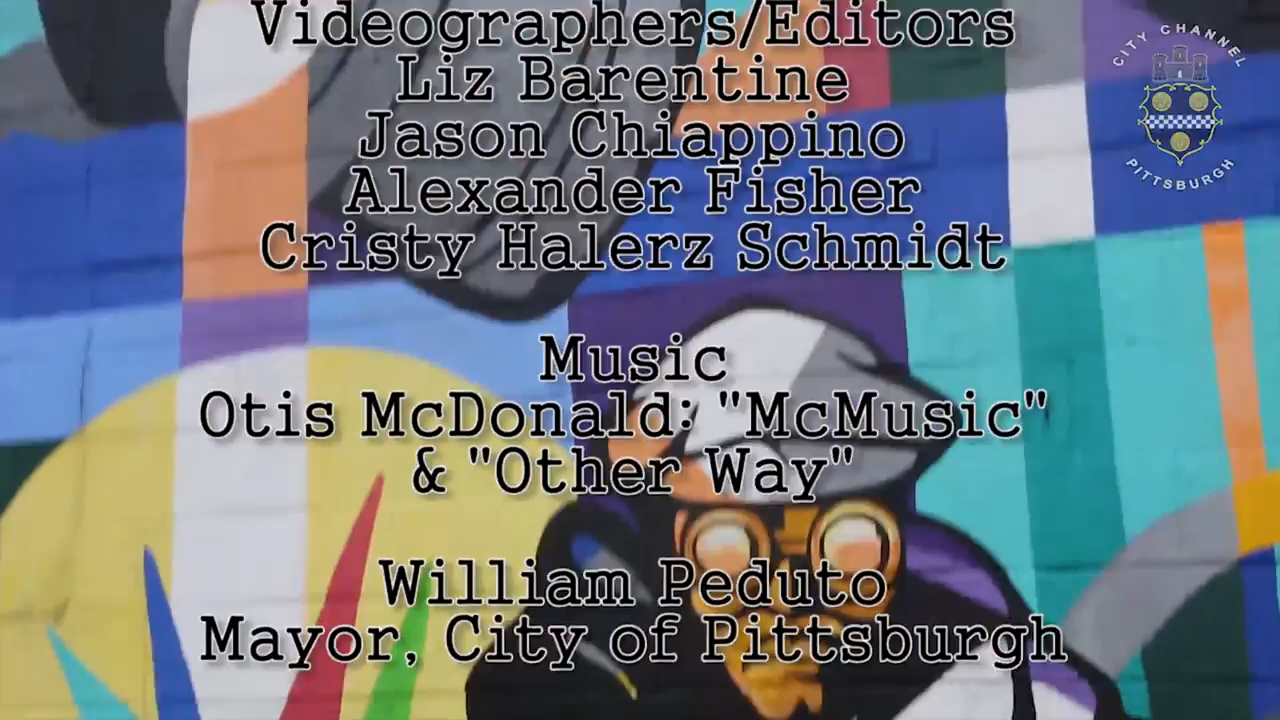 Videographers/Editors
Liz Barentine
Jason Chiappino
Alexander Fisher
Cristy Halerz Schmidt
Music
Otis McDonald: "McMusic"
& "Other Way"
William Peduto
Mayor, City of Pittsburgh
CITY CHANNEL
PITTSBURGH